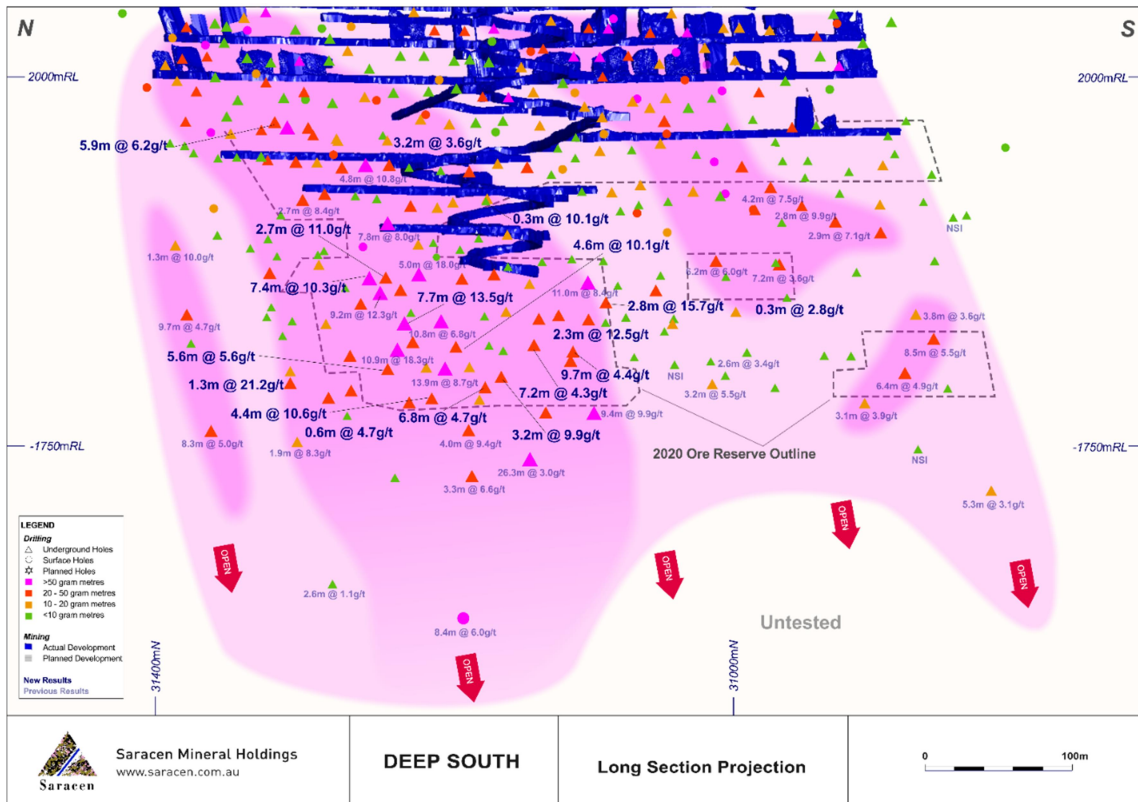 N
S
2000mRL
2000mRL
5.9m @ 6.2g/t
3.2m @ 3.6g/t
4.8m @ 10.8g/t
4.2m @ 7.5g/t
2.7m @ 8.4g/t
0.3m @ 10.1g/t
2.8m @ 9.9g/t
NSI
2.7m @ 11.0g/t
7.8m @ 8.0g/t
4.6m @ 10.1g/t
2.9m @ 7.1g/t
1.3m @ 10.0g/t
5.0m @ 18.0g/t
6.2m @ 6.0g/t
7.2m @ 3.6g/t
7.4m @ 10.3g/t
7.7m @ 13.5g/t
11.0m @ 8.4g/t
2.8m @ 15.7g/t
0.3m @ 2.8g/t
9.2m @ 12.3g/t
3.8m @ 3.6g/t
9.7m @ 4.7g/t
10.8m @ 6.8g/t
2.3m @ 12.5g/t
8.5m @ 5.5g/t
5.6m @ 5.6g/t
10.9m @ 18.3g/t
2.6m @ 3.4g/t
NSI
9.7m @ 4.4g/t
1.3m @ 21.2g/t
13.9m @ 8.7g/t
7.2m @ 4.3g/t
3.2m @ 5.5g/t
6.4m @ 4.9g/t
4.4m @ 10.6g/t
6.8m @ 4.7g/t
9.4m @ 9.9g/t
3.1m @ 3.9g/t
0.6m @ 4.7g/t
3.2m @ 9.9g/t
8.3m @ 5.0g/t
4.0m @ 9.4g/t
-1750mRL
-1750mRL
1.9m @ 8.3g/t
2020 Ore Reserve Outline
NSI
26.3m @ 3.0g/t
3.3m @ 6.6g/t
5.3m @ 3.1g/t
OPEN
OPEN
OPEN
OPEN
OPEN
2.6m @ 1.1g/t
8.4m @ 6.0g/t
Untested
LEGEND
Drilling
Underground Holes
Surface Holes
Planned Holes
>50 gram metres
20 - 50 gram metres
10 - 20 gram metres
<10 gram metres
Mining
Actual Development
Planned Development
New Results
Previous Results
31400mN
31000mN
Saracen
Saracen Mineral Holdings
www.saracen.com.au
DEEP SOUTH
Long Section Projection
0
100m